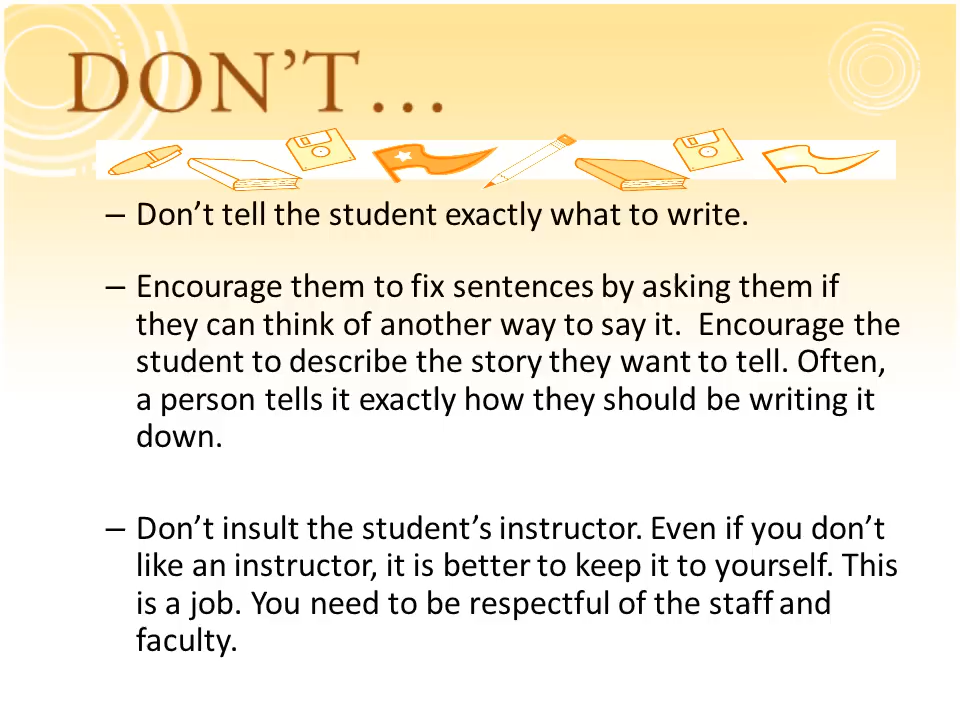 DON’T…
– Don’t tell the student exactly what to write.
– Encourage them to fix sentences by asking them if
they can think of another way to say it.  Encourage the
student to describe the story they want to tell. Often,
a person tells it exactly how they should be writing it
down.
– Don’t insult the student’s instructor. Even if you don’t
like an instructor, it is better to keep it to yourself. This
is a job. You need to be respectful of the staff and
faculty.